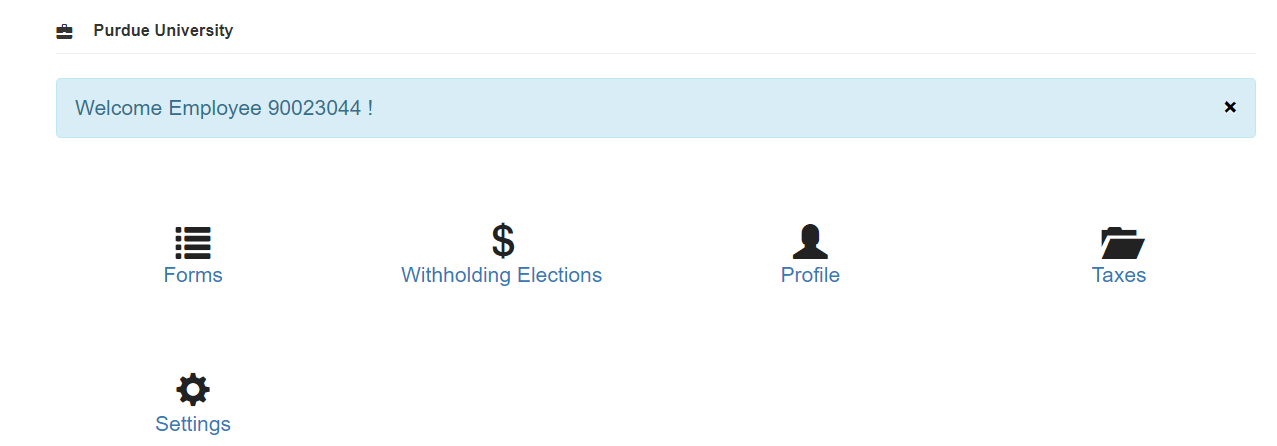 Purdue University
Welcome Employee 90023044 !
×
Forms
$
Withholding Elections
Profile
Taxes
Settings